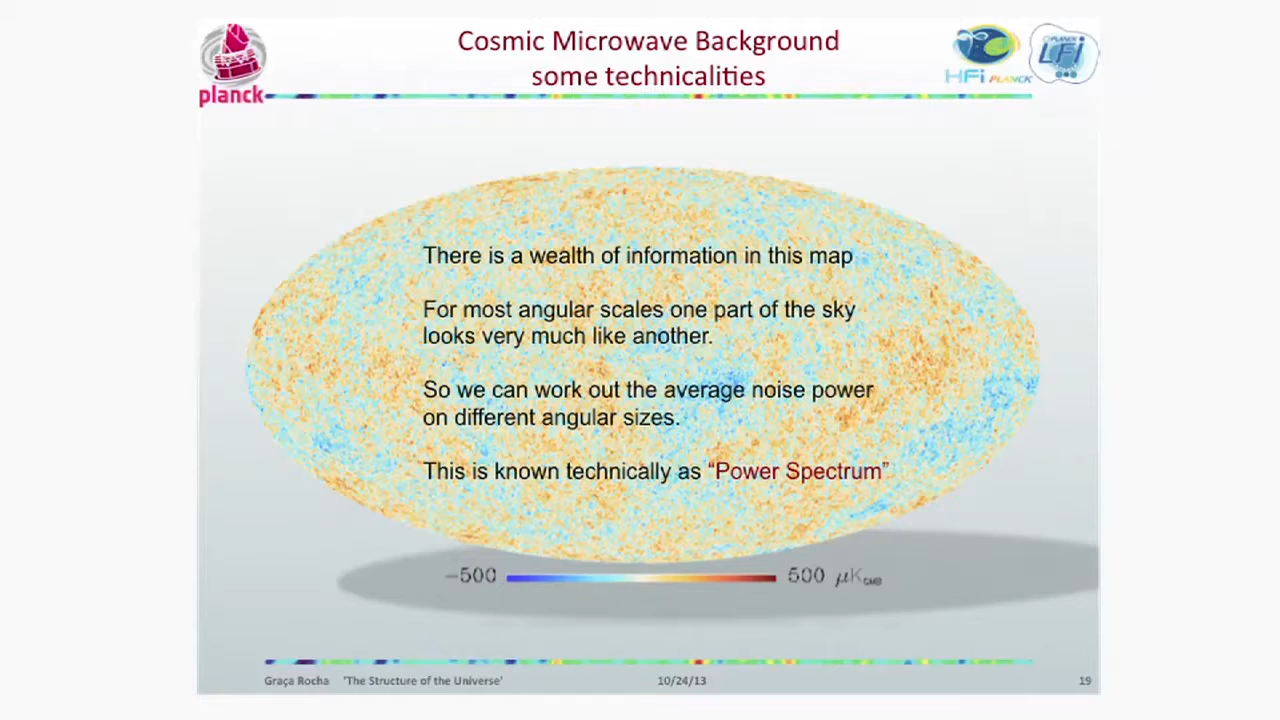 Cosmic Microwave Background
some technicalities
planck
HFi PLANCK
PLANCK
LFi
There is a wealth of information in this map
For most angular scales one part of the sky
looks very much like another.
So we can work out the average noise power
on different angular sizes.
This is known technically as “Power Spectrum”
−500 500 μKCMB
Graça Rocha 'The Structure of the Universe' 10/24/13 19